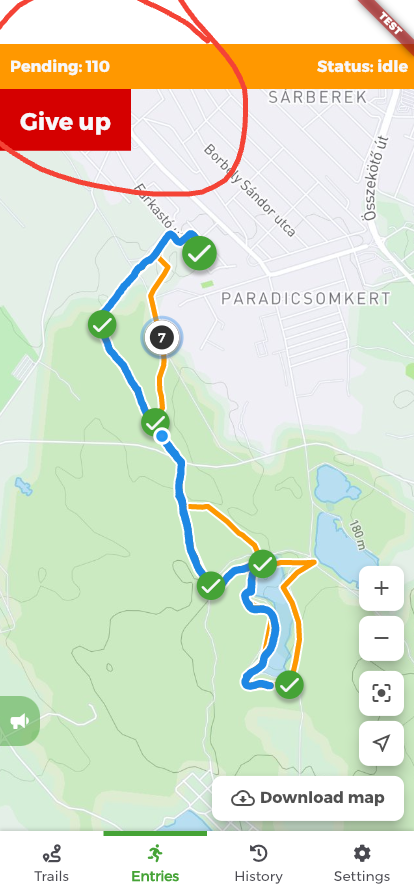 TEST
Pending: 110
Status: idle
Give up
SÁRBEREK
Borbély Sándor utca
Összekötő út
PARADICSOMKERT
7
180 m
Download map
Trails
Entries
History
Settings